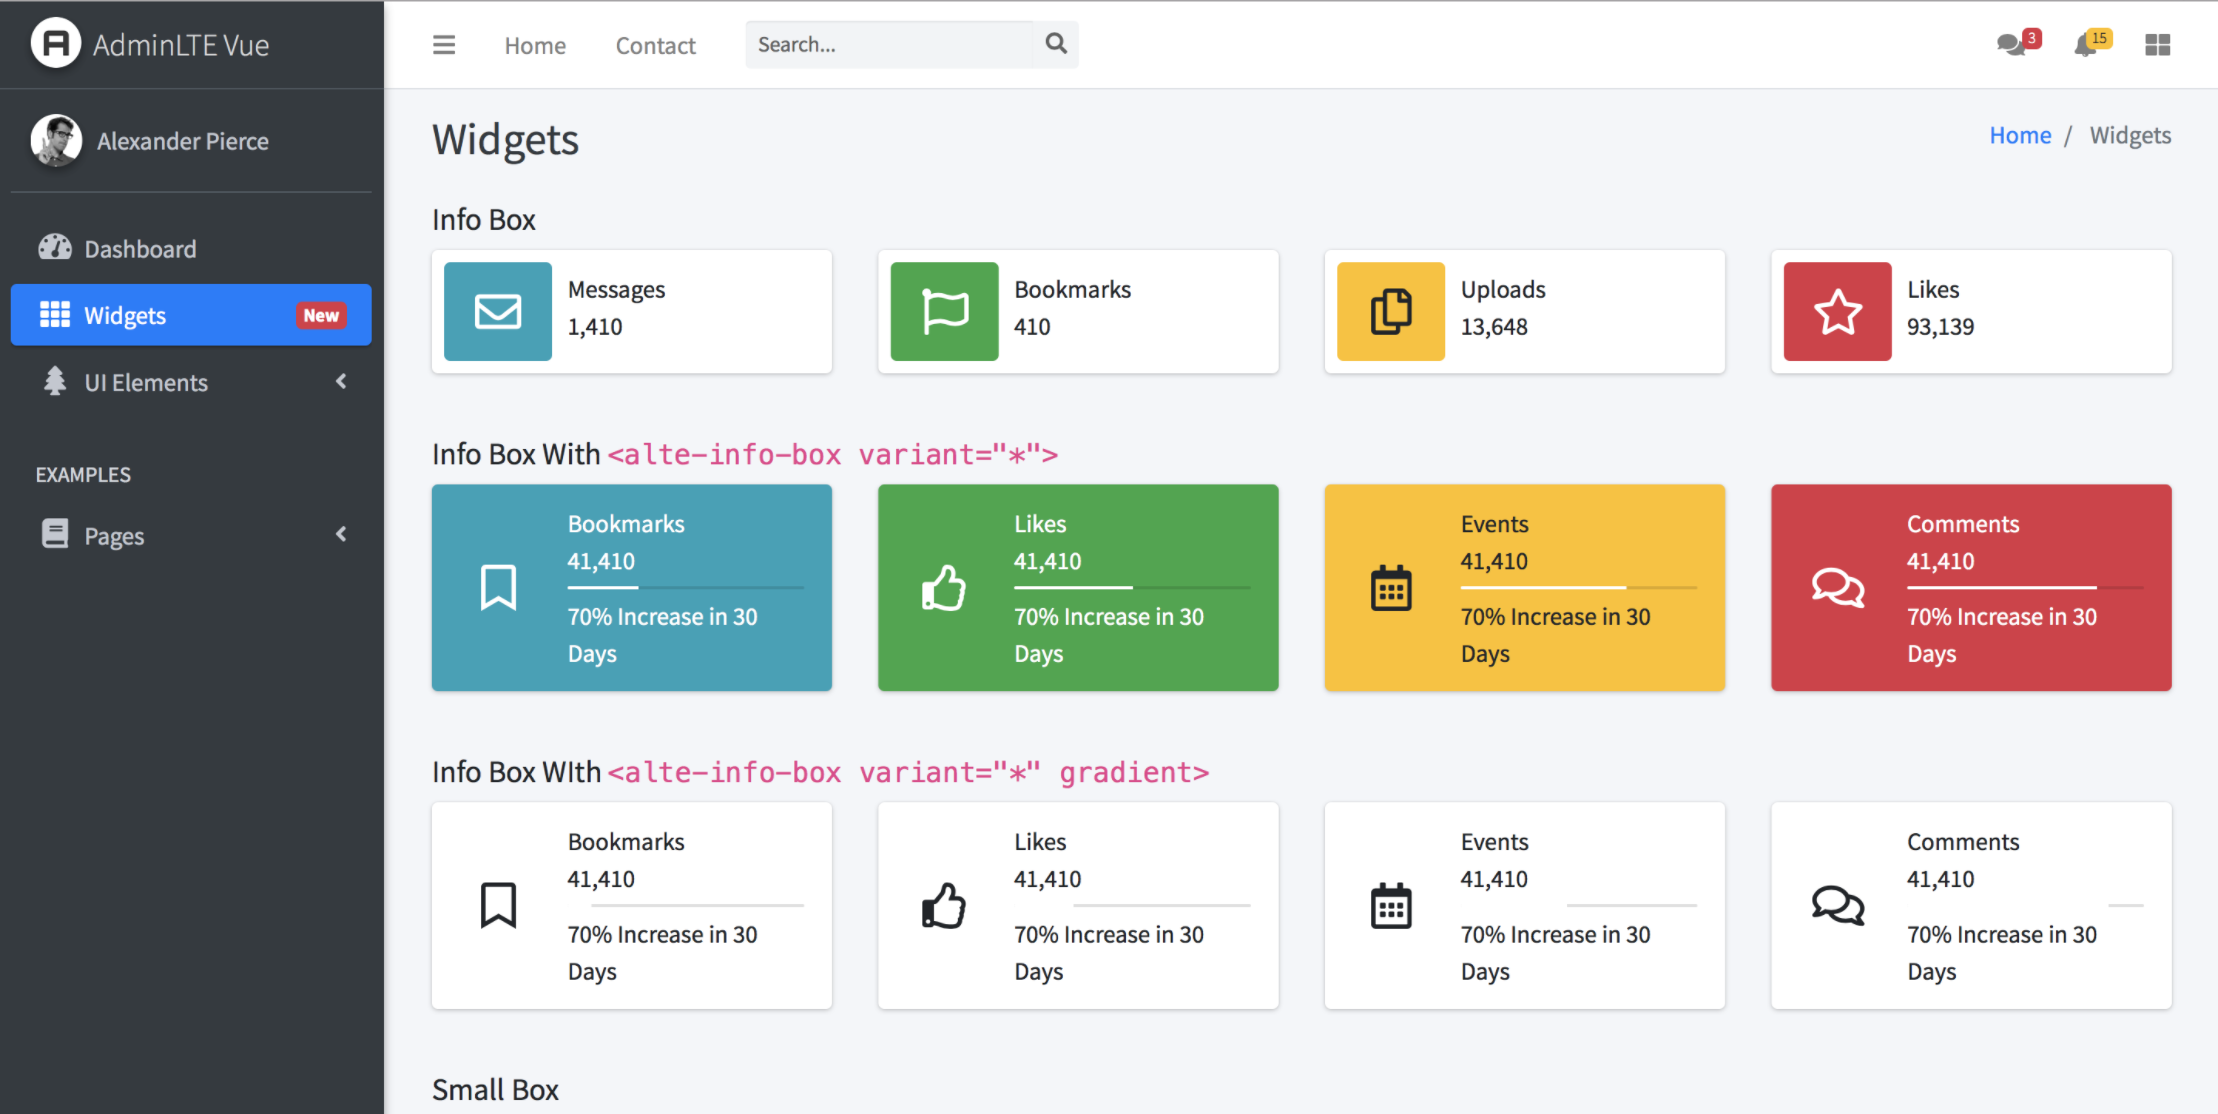 AdminLTE Vue
Home
Contact
Search...
3
15
Alexander Pierce
Dashboard
Widgets
New
UI Elements
EXAMPLES
Pages
Widgets
Home / Widgets
Info Box
Messages
1,410
Bookmarks
410
Uploads
13,648
Likes
93,139
Info Box With <alte-info-box variant="*">
Bookmarks
41,410
70% Increase in 30
Days
Likes
41,410
70% Increase in 30
Days
Events
41,410
70% Increase in 30
Days
Comments
41,410
70% Increase in 30
Days
Info Box WIth <alte-info-box variant="*" gradient>
Bookmarks
41,410
70% Increase in 30
Days
Likes
41,410
70% Increase in 30
Days
Events
41,410
70% Increase in 30
Days
Comments
41,410
70% Increase in 30
Days
Small Box